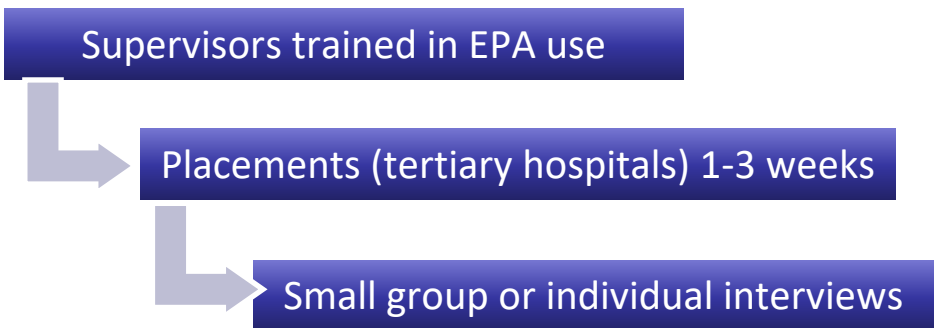 Supervisors trained in EPA use
Placements (tertiary hospitals) 1-3 weeks
Small group or individual interviews